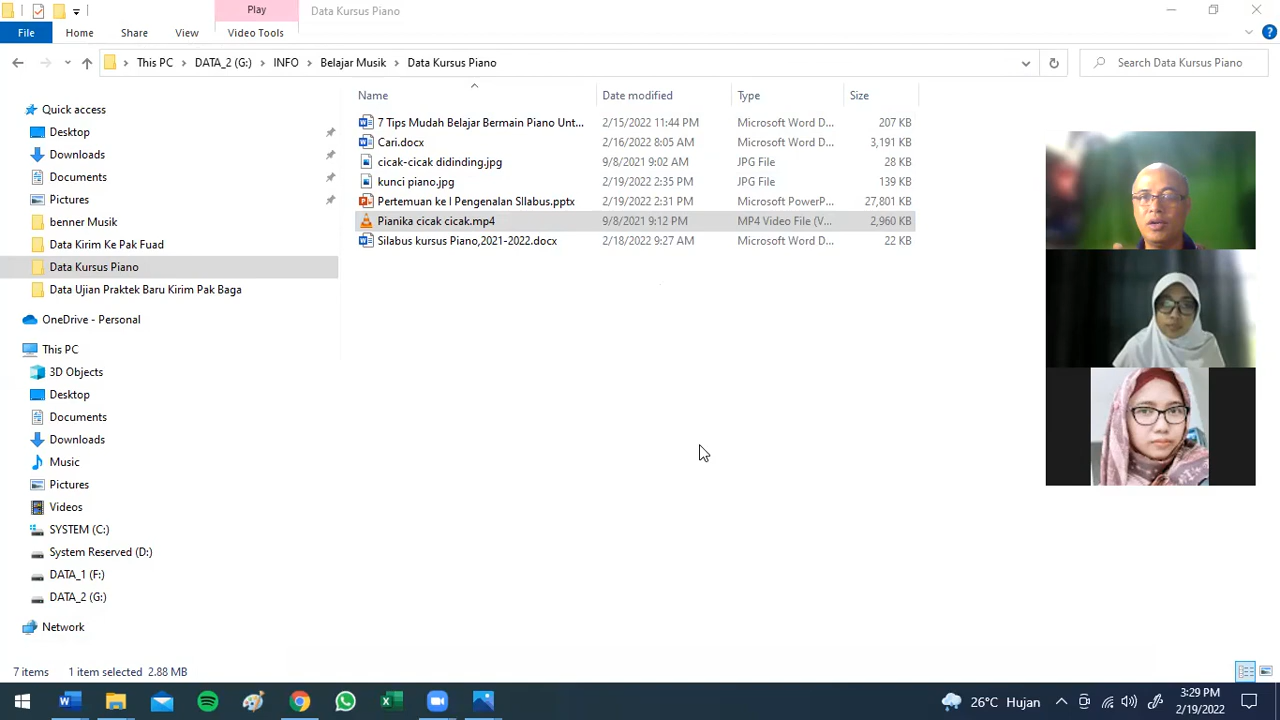 Play
Data Kursus Piano
File
Home
Share
View
Video Tools
This PC
DATA_2 (G:)
INFO
Belajar Musik
Data Kursus Piano
Search Data Kursus Piano
Name
Date modified
Type
Size
7 Tips Mudah Belajar Bermain Piano Unt...
2/15/2022 11:44 PM
Microsoft Word D...
207 KB
Cari.docx
2/16/2022 8:05 AM
Microsoft Word D...
3,191 KB
cicak-cicak didinding.jpg
9/8/2021 9:02 AM
JPG File
28 KB
kunci piano.jpg
2/19/2022 2:35 PM
JPG File
139 KB
Pertemuan ke I Pengenalan SIlabus.pptx
2/19/2022 2:31 PM
Microsoft PowerP...
27,801 KB
Pianika cicak cicak.mp4
9/8/2021 9:12 PM
MP4 Video File (V...
2,960 KB
Silabus kursus Piano,2021-2022.docx
2/18/2022 9:27 AM
Microsoft Word D...
22 KB
Quick access
Desktop
Downloads
Documents
Pictures
benner Musik
Data Kirim Ke Pak Fuad
Data Kursus Piano
Data Ujian Praktek Baru Kirim Pak Baga
OneDrive - Personal
This PC
3D Objects
Desktop
Documents
Downloads
Music
Pictures
Videos
SYSTEM (C:)
System Reserved (D:)
DATA_1 (F:)
DATA_2 (G:)
Network
7 items
1 item selected 2.88 MB
26°C Hujan
3:29 PM
2/19/2022